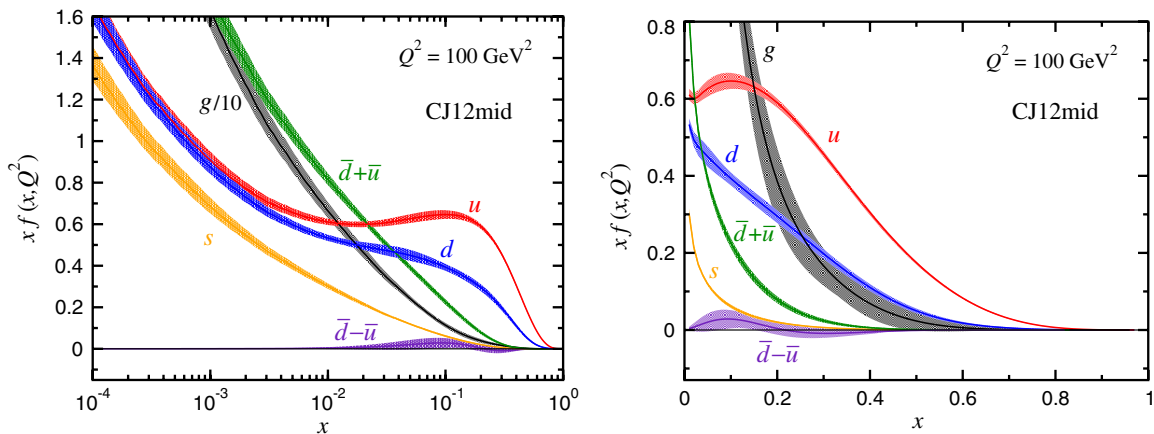 1.6
1.4
1.2
1
0.8
0.6
0.4
0.2
0
x f (x,Q²)
Q² = 100 GeV²
CJ12mid
g/10
d̅+u̅
u
d
s
d̅−u̅
10⁻⁴ 10⁻³ 10⁻² 10⁻¹ 10⁰
x
0.8
0.6
0.4
0.2
0
x f (x,Q²)
g
Q² = 100 GeV²
CJ12mid
u
d
d̅+u̅
s
d̅−u̅
0 0.2 0.4 0.6 0.8 1
x